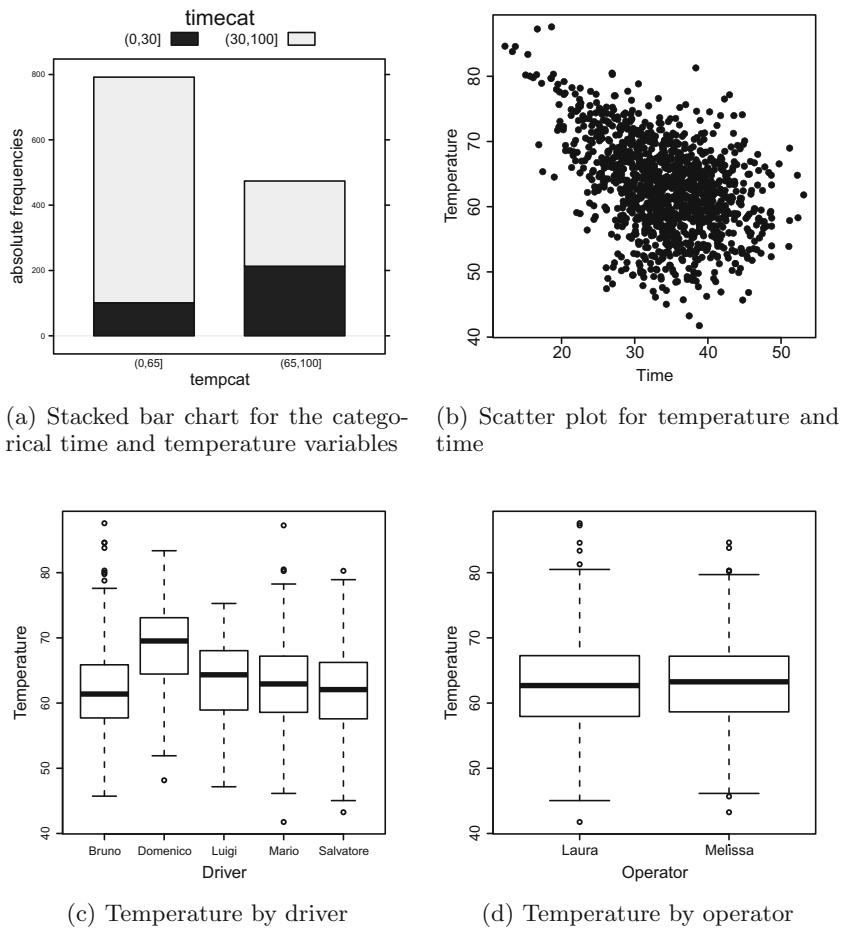 timecat
(0,30] (30,100]
absolute frequencies
800
600
400
200
0
(0,65] (65,100]
tempcat
Temperature
80
70
60
50
40
20 30 40 50
Time
(a) Stacked bar chart for the catego-
rical time and temperature variables
(b) Scatter plot for temperature and
time
Temperature
80
70
60
50
40
Bruno Domenico Luigi Mario Salvatore
Driver
(c) Temperature by driver
Temperature
80
70
60
50
40
Laura Melissa
Operator
(d) Temperature by operator